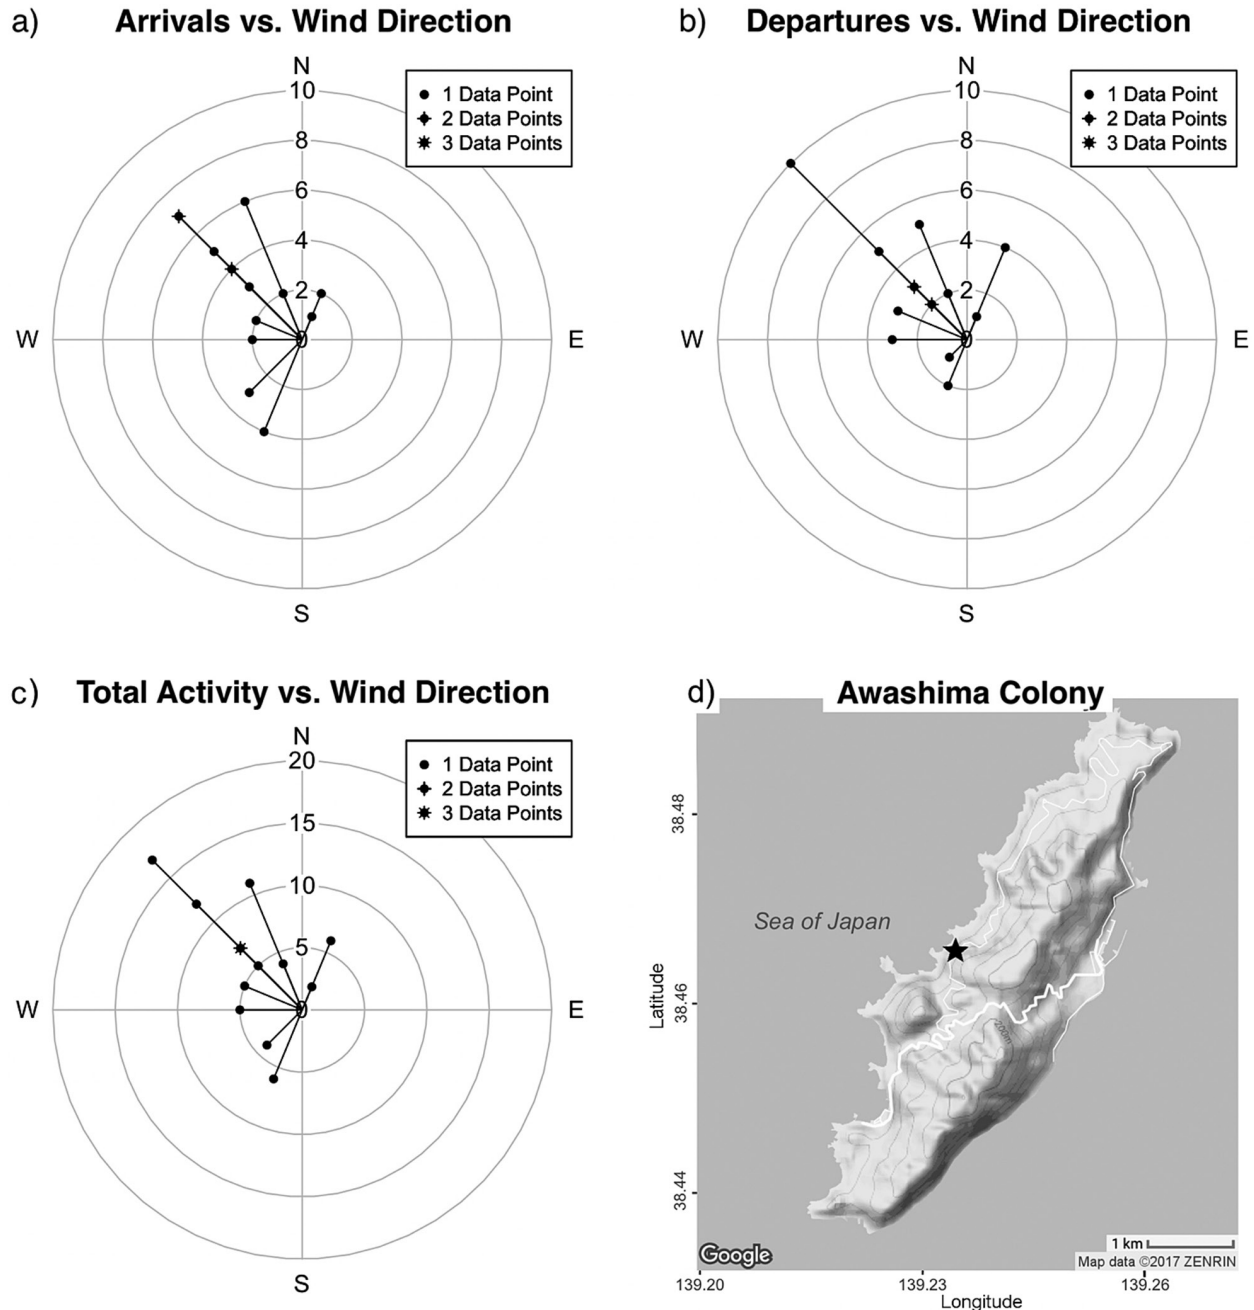 a)
Arrivals vs. Wind Direction
N
10
8
6
4
2
0
W
E
S
1 Data Point
2 Data Points
3 Data Points
b)
Departures vs. Wind Direction
N
10
8
6
4
2
0
W
E
S
1 Data Point
2 Data Points
3 Data Points
c)
Total Activity vs. Wind Direction
N
20
15
10
5
0
W
E
S
1 Data Point
2 Data Points
3 Data Points
d)
Awashima Colony
38.48
38.46
38.44
Latitude
Sea of Japan
200m
Google
1 km
Map data ©2017 ZENRIN
139.20
139.23
139.26
Longitude